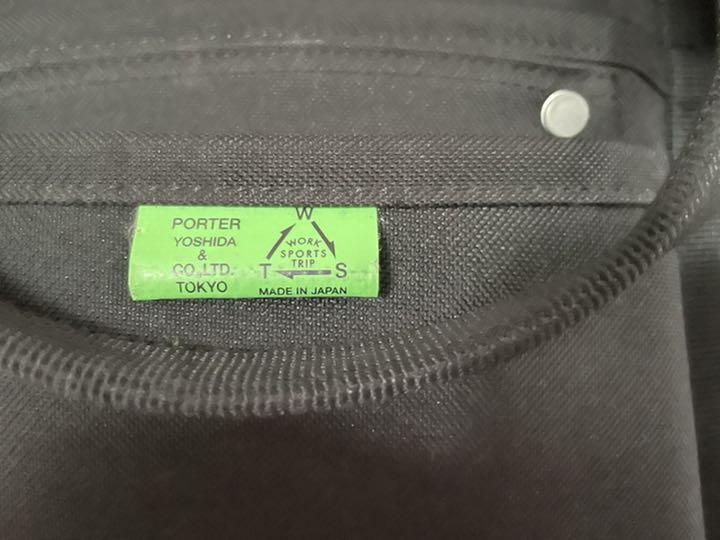 PORTER
YOSHIDA
&
CO.,LTD.
TOKYO
W
WORK
SPORTS
TRIP
T S
MADE IN JAPAN